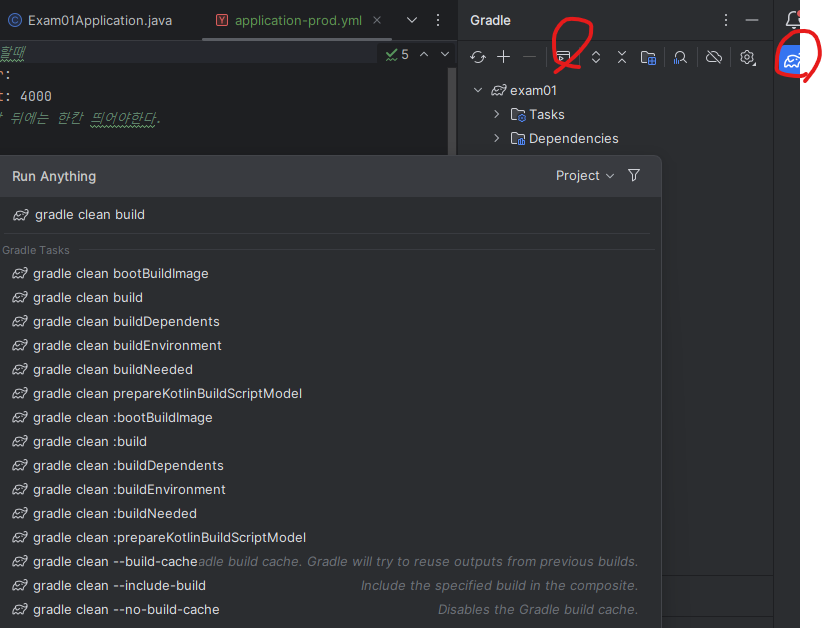 Exam01Application.java
application-prod.yml
Gradle
할때
5
:
: 4000
뒤에는 한칸 띄어야한다.
exam01
Tasks
Dependencies
Run Anything
Project
gradle clean build
Gradle Tasks
gradle clean bootBuildImage
gradle clean build
gradle clean buildDependents
gradle clean buildEnvironment
gradle clean buildNeeded
gradle clean prepareKotlinBuildScriptModel
gradle clean :bootBuildImage
gradle clean :build
gradle clean :buildDependents
gradle clean :buildEnvironment
gradle clean :buildNeeded
gradle clean :prepareKotlinBuildScriptModel
gradle clean --build-cache adle build cache. Gradle will try to reuse outputs from previous builds.
gradle clean --include-build Include the specified build in the composite.
gradle clean --no-build-cache Disables the Gradle build cache.